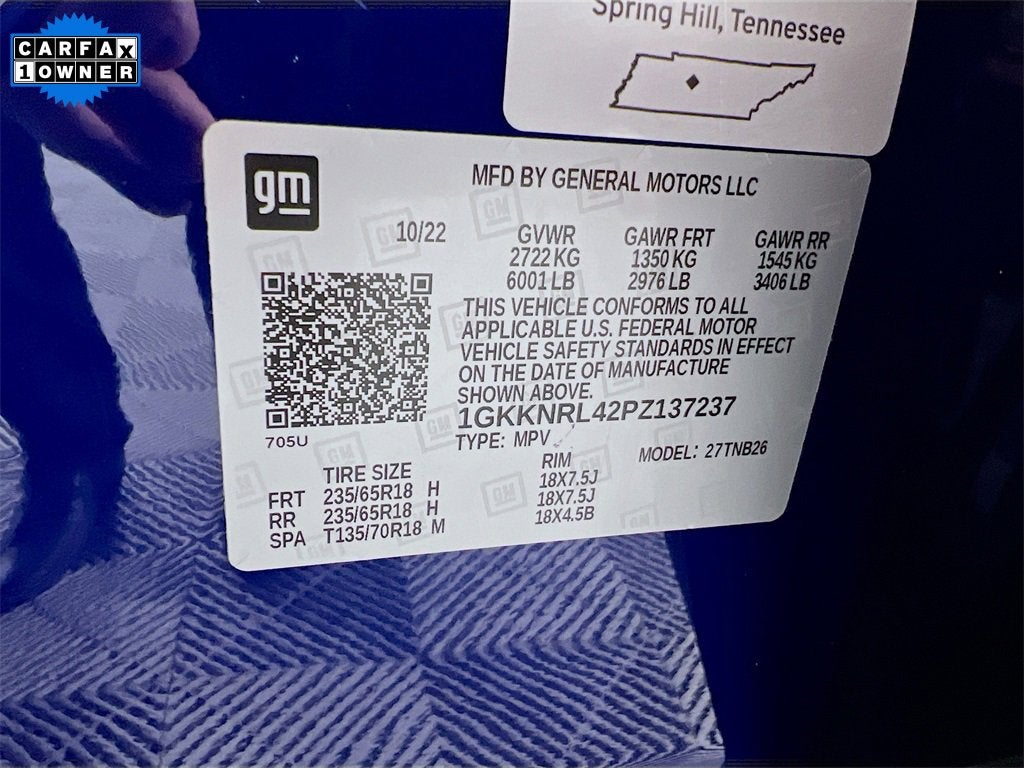 CARFAX
1 OWNER
Spring Hill, Tennessee
gm
MFD BY GENERAL MOTORS LLC
10/22
GVWR GAWR FRT GAWR RR
2722 KG 1350 KG 1545 KG
6001 LB 2976 LB 3406 LB
THIS VEHICLE CONFORMS TO ALL
APPLICABLE U.S. FEDERAL MOTOR
VEHICLE SAFETY STANDARDS IN EFFECT
ON THE DATE OF MANUFACTURE
SHOWN ABOVE.
1GKKNRL42PZ137237
705U
TYPE: MPV MODEL: 27TNB26
TIRE SIZE RIM
FRT 235/65R18 H 18X7.5J
RR 235/65R18 H 18X7.5J
SPA T135/70R18 M 18X4.5B